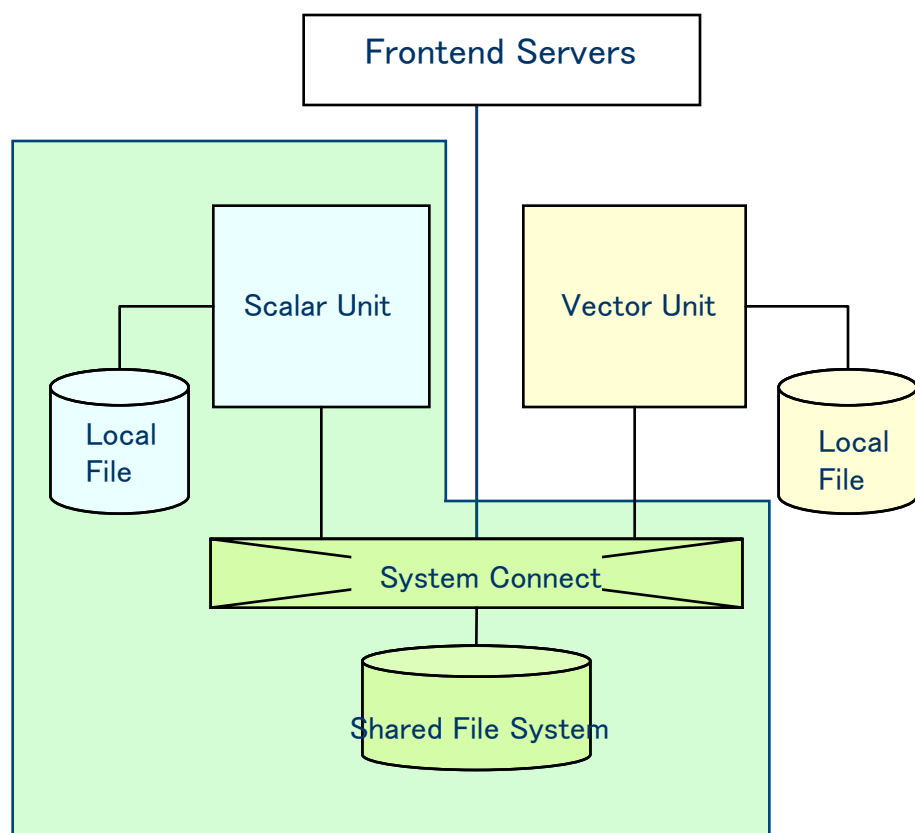 Frontend Servers
Scalar Unit
Vector Unit
Local
File
Local
File
System Connect
Shared File System